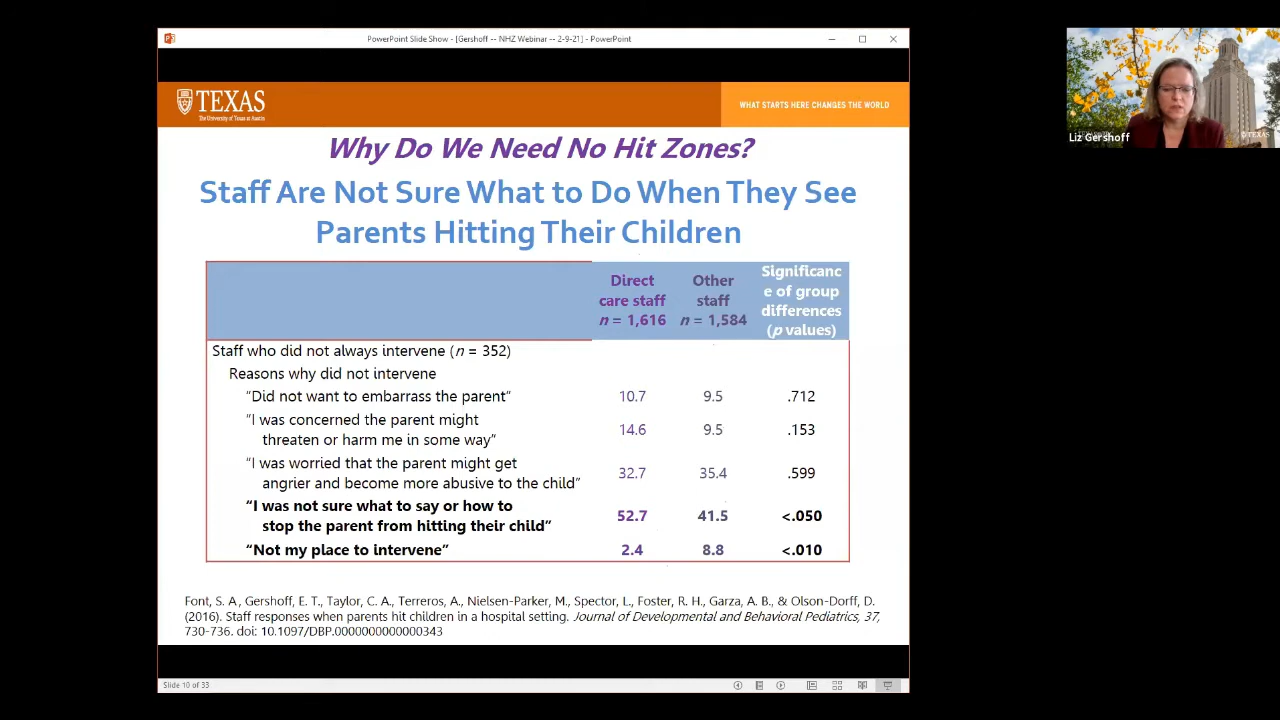 PowerPoint Slide Show - [Gershoff -- NHZ Webinar -- 2-9-21] - PowerPoint
TEXAS
The University of Texas at Austin
WHAT STARTS HERE CHANGES THE WORLD
Why Do We Need No Hit Zones?
Staff Are Not Sure What to Do When They See
Parents Hitting Their Children
Direct
care staff
n = 1,616
Other
staff
n = 1,584
Significanc
e of group
differences
(p values)
Staff who did not always intervene (n = 352)
Reasons why did not intervene
"Did not want to embarrass the parent" 10.7 9.5 .712
"I was concerned the parent might
threaten or harm me in some way" 14.6 9.5 .153
"I was worried that the parent might get
angrier and become more abusive to the child" 32.7 35.4 .599
"I was not sure what to say or how to
stop the parent from hitting their child" 52.7 41.5 <.050
"Not my place to intervene" 2.4 8.8 <.010
Font, S. A, Gershoff, E. T., Taylor, C. A., Terreros, A., Nielsen-Parker, M., Spector, L., Foster, R. H., Garza, A. B., & Olson-Dorff, D.
(2016). Staff responses when parents hit children in a hospital setting. Journal of Developmental and Behavioral Pediatrics, 37,
730-736. doi: 10.1097/DBP.0000000000000343
Slide 10 of 33
Liz Gershoff
TEXAS